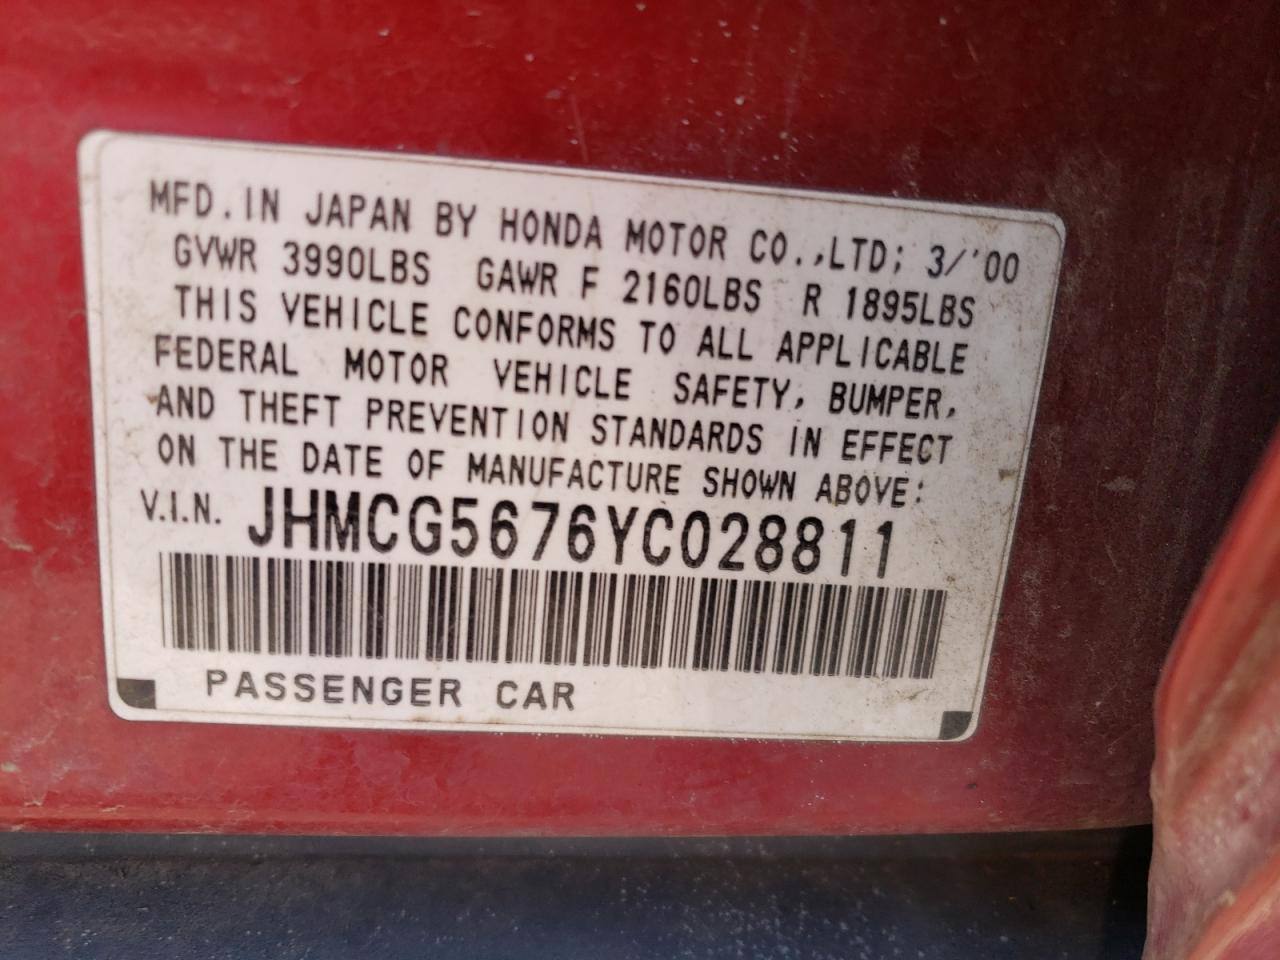 MFD. IN JAPAN BY HONDA MOTOR CO.,LTD; 3/'00
GVWR 3990LBS GAWR F 2160LBS R 1895LBS
THIS VEHICLE CONFORMS TO ALL APPLICABLE
FEDERAL MOTOR VEHICLE SAFETY, BUMPER,
AND THEFT PREVENTION STANDARDS IN EFFECT
ON THE DATE OF MANUFACTURE SHOWN ABOVE:
V.I.N. JHMCG5676YC028811
PASSENGER CAR